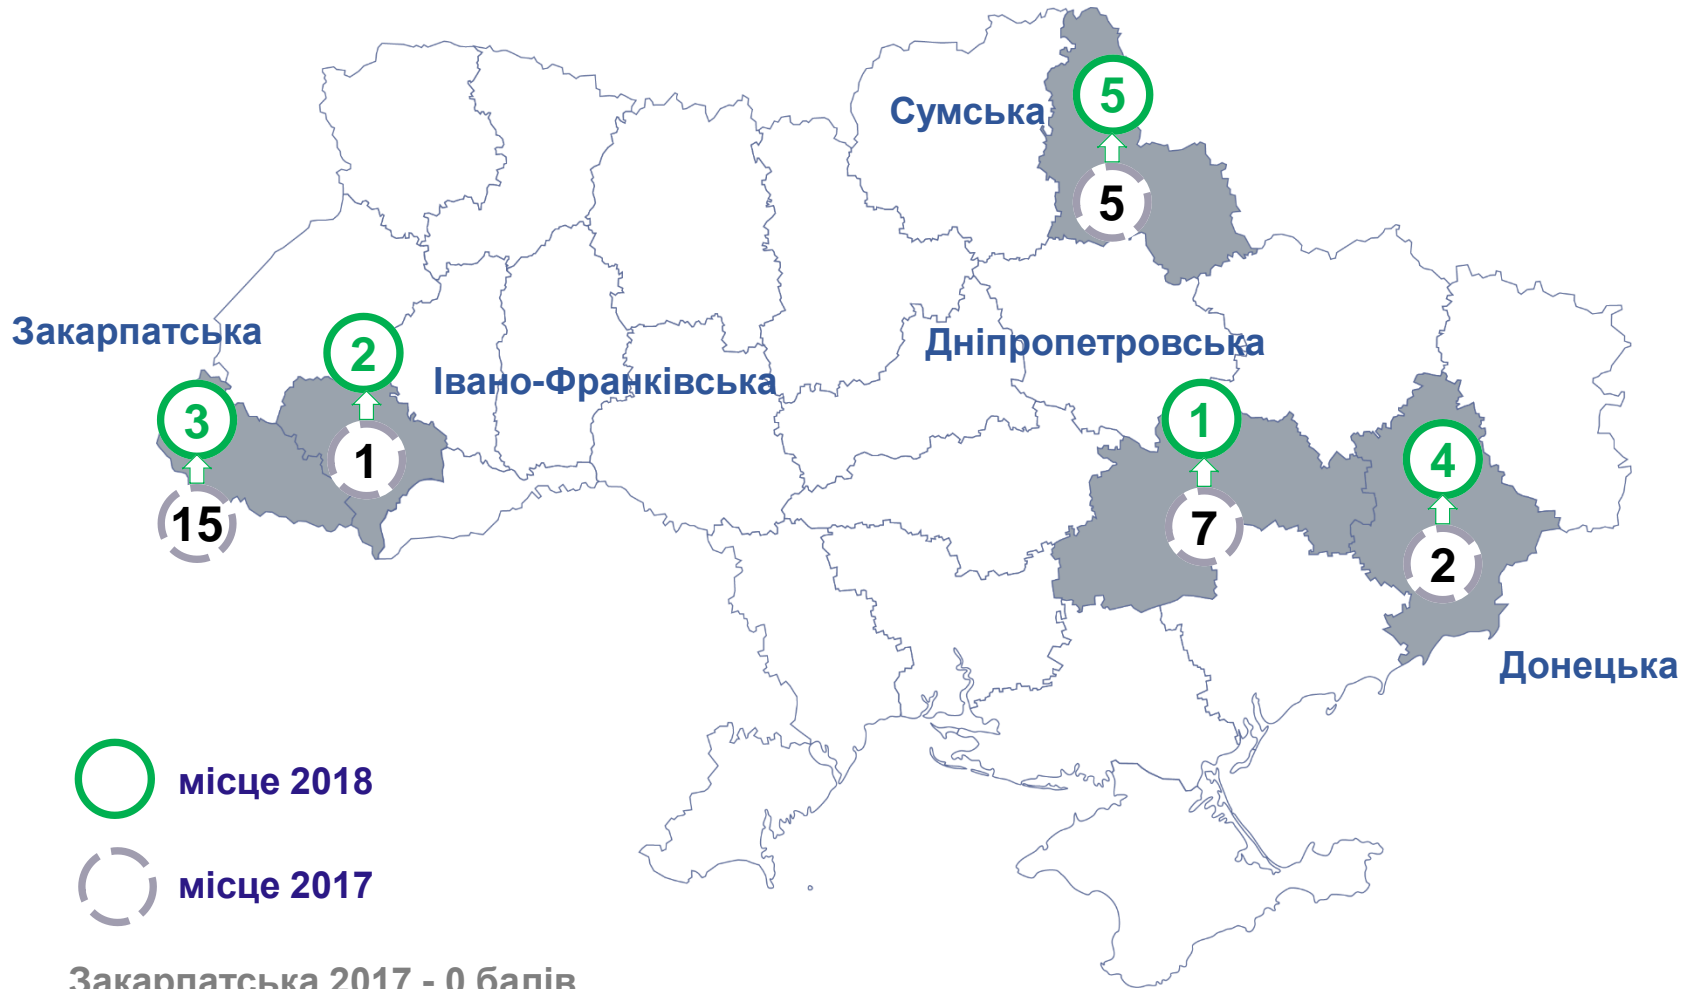 Сумська
5
5
Закарпатська
3
15
2
Івано-Франківська
1
Дніпропетровська
1
7
4
2
Донецька
місце 2018
місце 2017
Закарпатська 2017 - 0 балів